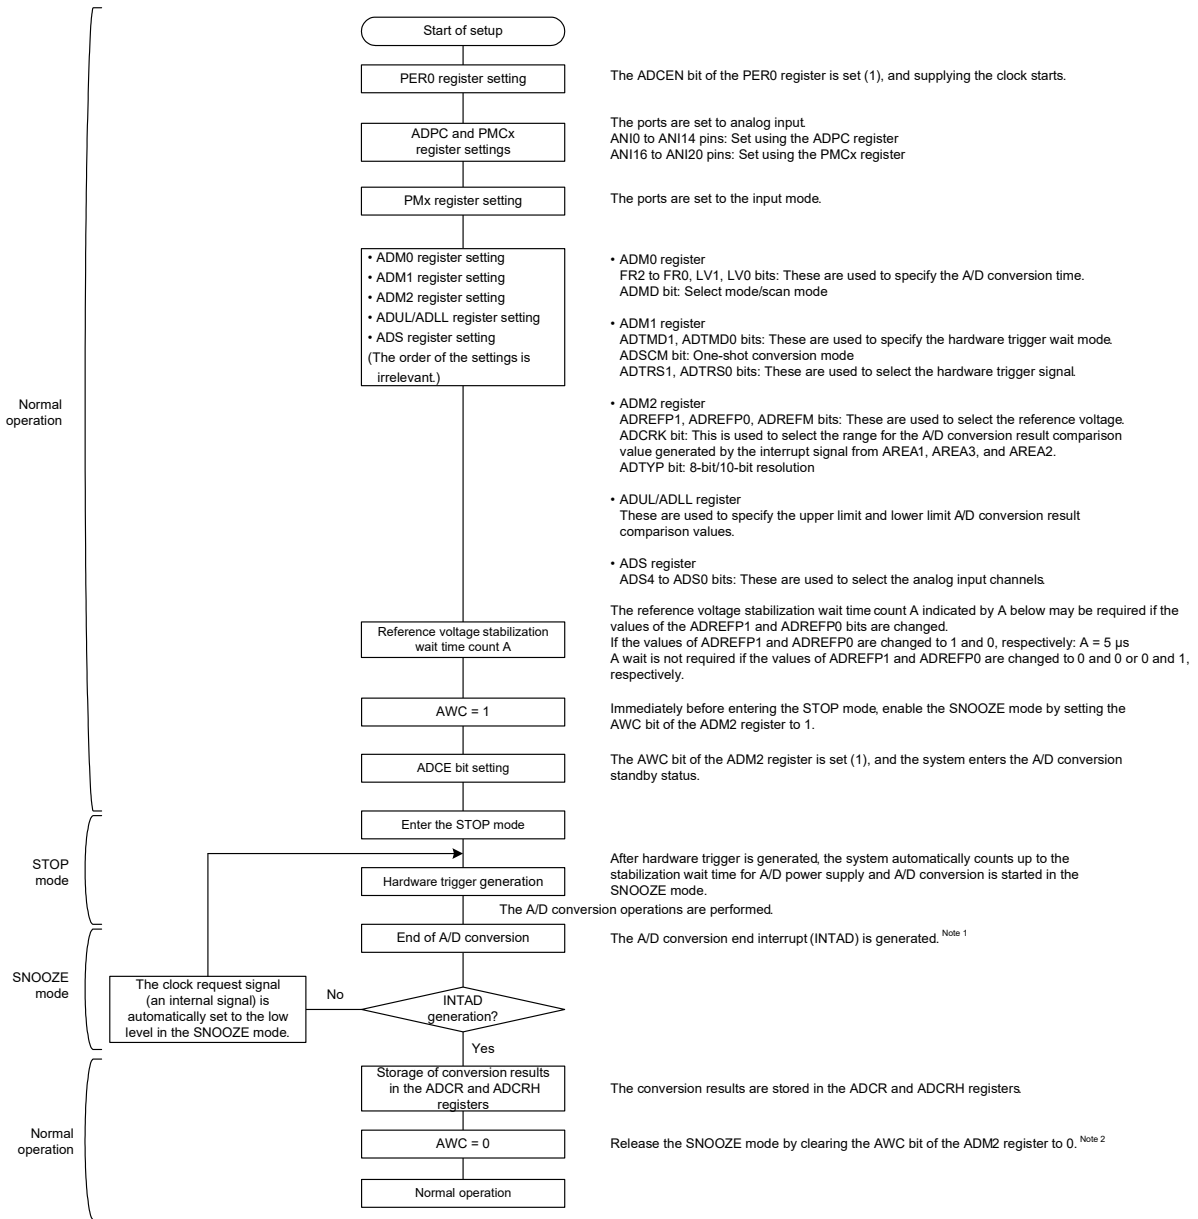 Start of setup
PER0 register setting
The ADCEN bit of the PER0 register is set (1), and supplying the clock starts.
ADPC and PMCx
register settings
The ports are set to analog input.
ANI0 to ANI14 pins: Set using the ADPC register
ANI16 to ANI20 pins: Set using the PMCx register
PMx register setting
The ports are set to the input mode.
• ADM0 register setting
• ADM1 register setting
• ADM2 register setting
• ADUL/ADLL register setting
• ADS register setting
(The order of the settings is
irrelevant.)
• ADM0 register
FR2 to FR0, LV1, LV0 bits: These are used to specify the A/D conversion time.
ADMD bit: Select mode/scan mode
• ADM1 register
ADTMD1, ADTMD0 bits: These are used to specify the hardware trigger wait mode.
ADSCM bit: One-shot conversion mode
ADTRS1, ADTRS0 bits: These are used to select the hardware trigger signal.
• ADM2 register
ADREFP1, ADREFP0, ADREFM bits: These are used to select the reference voltage.
ADCRK bit: This is used to select the range for the A/D conversion result comparison
value generated by the interrupt signal from AREA1, AREA3, and AREA2.
ADTYP bit: 8-bit/10-bit resolution
• ADUL/ADLL register
These are used to specify the upper limit and lower limit A/D conversion result
comparison values.
• ADS register
ADS4 to ADS0 bits: These are used to select the analog input channels.
Normal
operation
Reference voltage stabilization
wait time count A
The reference voltage stabilization wait time count A indicated by A below may be required if the
values of the ADREFP1 and ADREFP0 bits are changed.
If the values of ADREFP1 and ADREFP0 are changed to 1 and 0, respectively: A = 5 µs
A wait is not required if the values of ADREFP1 and ADREFP0 are changed to 0 and 0 or 0 and 1,
respectively.
AWC = 1
Immediately before entering the STOP mode, enable the SNOOZE mode by setting the
AWC bit of the ADM2 register to 1.
ADCE bit setting
The AWC bit of the ADM2 register is set (1), and the system enters the A/D conversion
standby status.
Enter the STOP mode
STOP
mode
Hardware trigger generation
After hardware trigger is generated, the system automatically counts up to the
stabilization wait time for A/D power supply and A/D conversion is started in the
SNOOZE mode.
The A/D conversion operations are performed.
End of A/D conversion
The A/D conversion end interrupt (INTAD) is generated. Note 1
SNOOZE
mode
The clock request signal
(an internal signal) is
automatically set to the low
level in the SNOOZE mode.
No
INTAD
generation?
Yes
Storage of conversion results
in the ADCR and ADCRH
registers
The conversion results are stored in the ADCR and ADCRH registers.
Normal
operation
AWC = 0
Release the SNOOZE mode by clearing the AWC bit of the ADM2 register to 0. Note 2
Normal operation